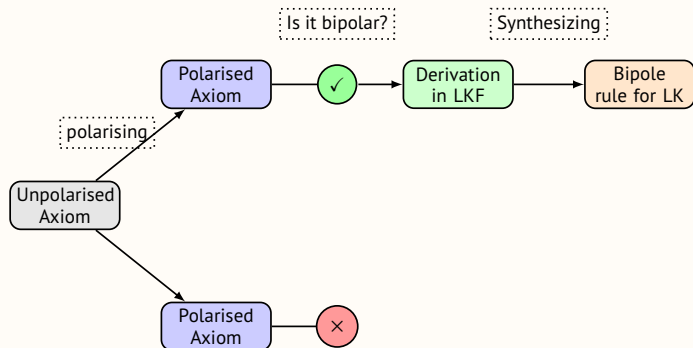 Is it bipolar?
Synthesizing
Polarised
Axiom
✓
Derivation
in LKF
Bipole
rule for LK
polarising
Unpolarised
Axiom
Polarised
Axiom
×